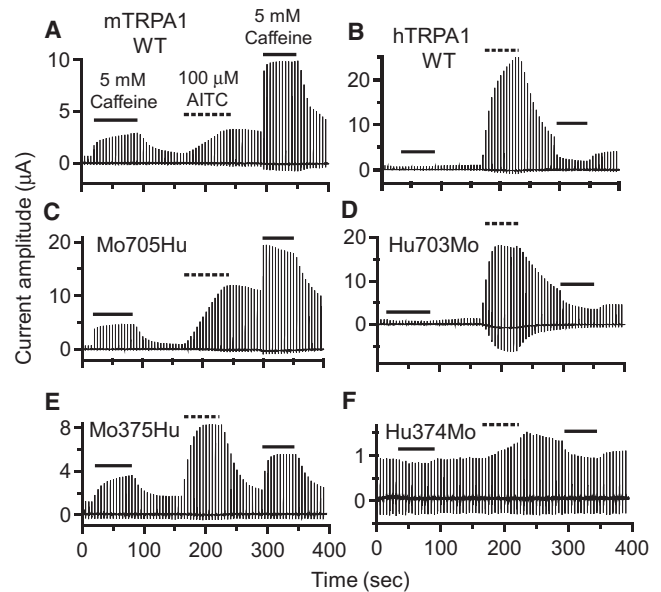 A
mTRPA1
WT
5 mM
Caffeine
5 mM
Caffeine
100 μM
AITC
10
5
0
B
hTRPA1
WT
20
10
0
C
Mo705Hu
20
10
0
D
Hu703Mo
20
10
0
E
Mo375Hu
8
4
0
0
100
200
300
400
F
Hu374Mo
1
0
0
100
200
300
400
Current amplitude (μA)
Time (sec)